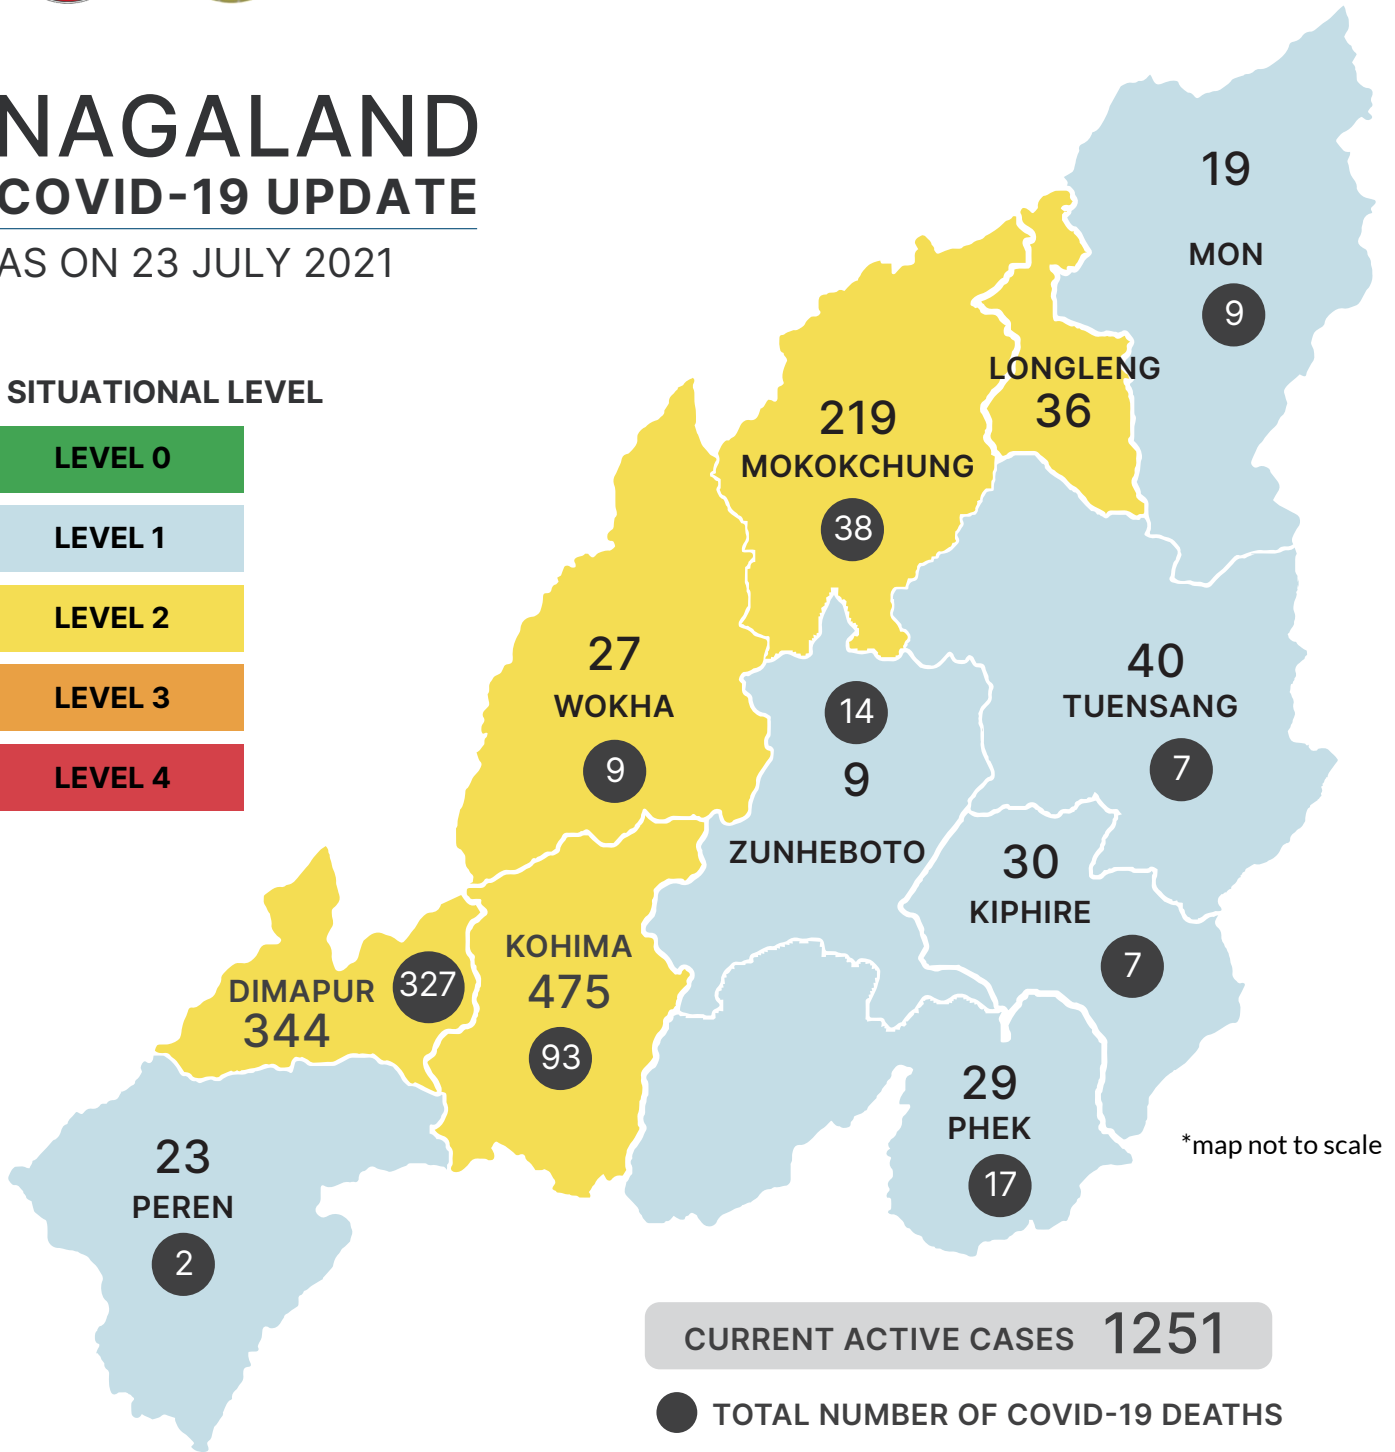 NAGALAND
COVID-19 UPDATE
AS ON 23 JULY 2021
SITUATIONAL LEVEL
LEVEL 0
LEVEL 1
LEVEL 2
LEVEL 3
LEVEL 4
19
MON
9
LONGLENG
36
219
MOKOKCHUNG
38
27
WOKHA
9
40
TUENSANG
7
14
9
ZUNHEBOTO
30
KIPHIRE
7
KOHIMA
475
93
DIMAPUR
327
344
29
PHEK
17
*map not to scale
23
PEREN
2
CURRENT ACTIVE CASES 1251
TOTAL NUMBER OF COVID-19 DEATHS